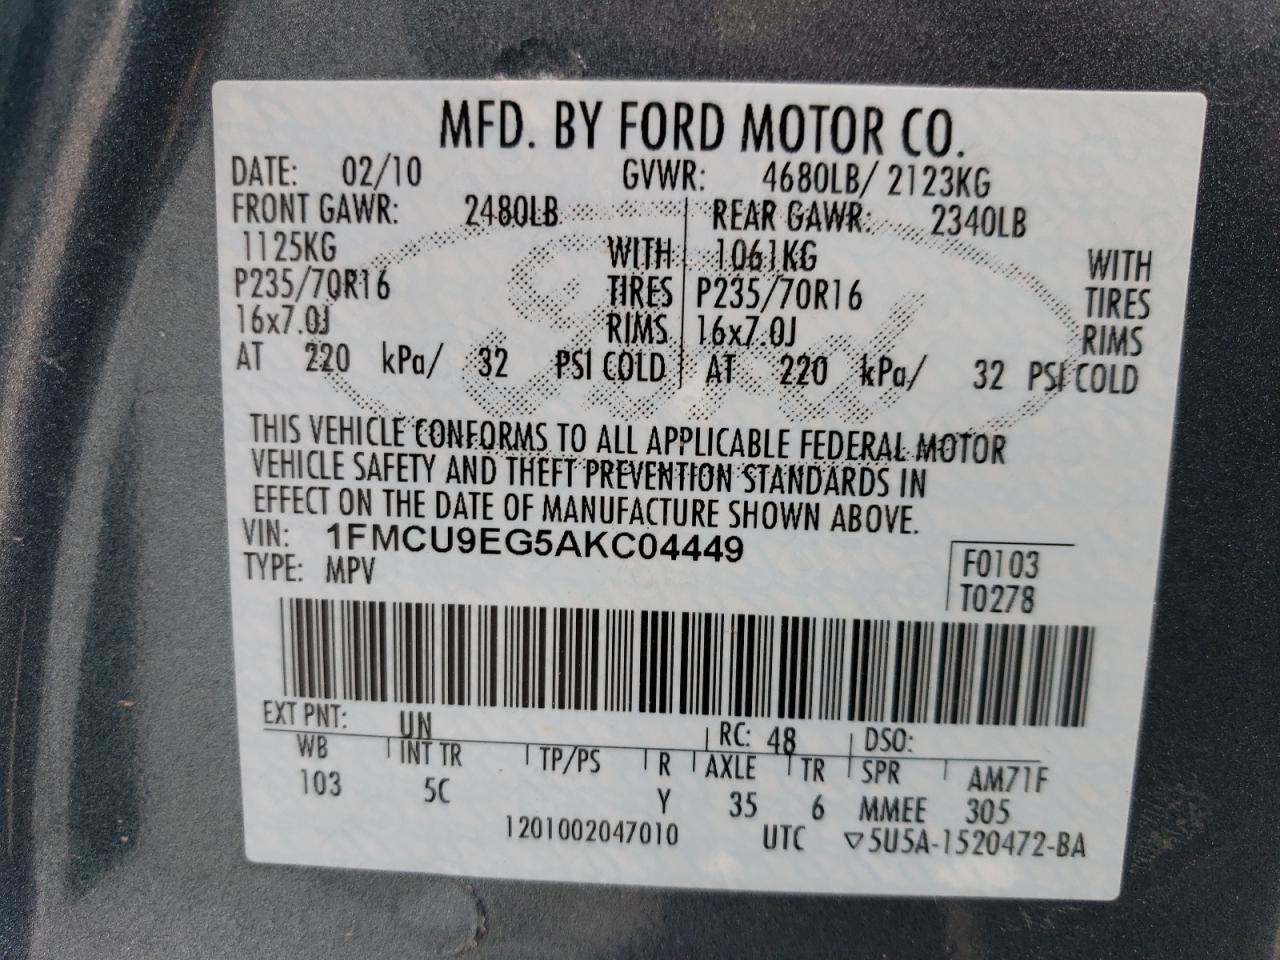 MFD. BY FORD MOTOR CO.
DATE: 02/10 GVWR: 4680LB/ 2123KG
FRONT GAWR: 2480LB REAR GAWR: 2340LB
1125KG WITH 1061KG WITH
P235/70R16 TIRES P235/70R16 TIRES
16x7.0J RIMS 16x7.0J RIMS
AT 220 kPa/ 32 PSI COLD AT 220 kPa/ 32 PSI COLD
THIS VEHICLE CONFORMS TO ALL APPLICABLE FEDERAL MOTOR
VEHICLE SAFETY AND THEFT PREVENTION STANDARDS IN
EFFECT ON THE DATE OF MANUFACTURE SHOWN ABOVE.
VIN: 1FMCU9EG5AKC04449
TYPE: MPV
F0103
T0278
EXT PNT: UN RC: 48 DSO:
WB INT TR TP/PS R AXLE TR SPR AM71F
103 5C Y 35 6 MMEE 305
1201002047010 UTC ▽5U5A-1520472-BA
Ford